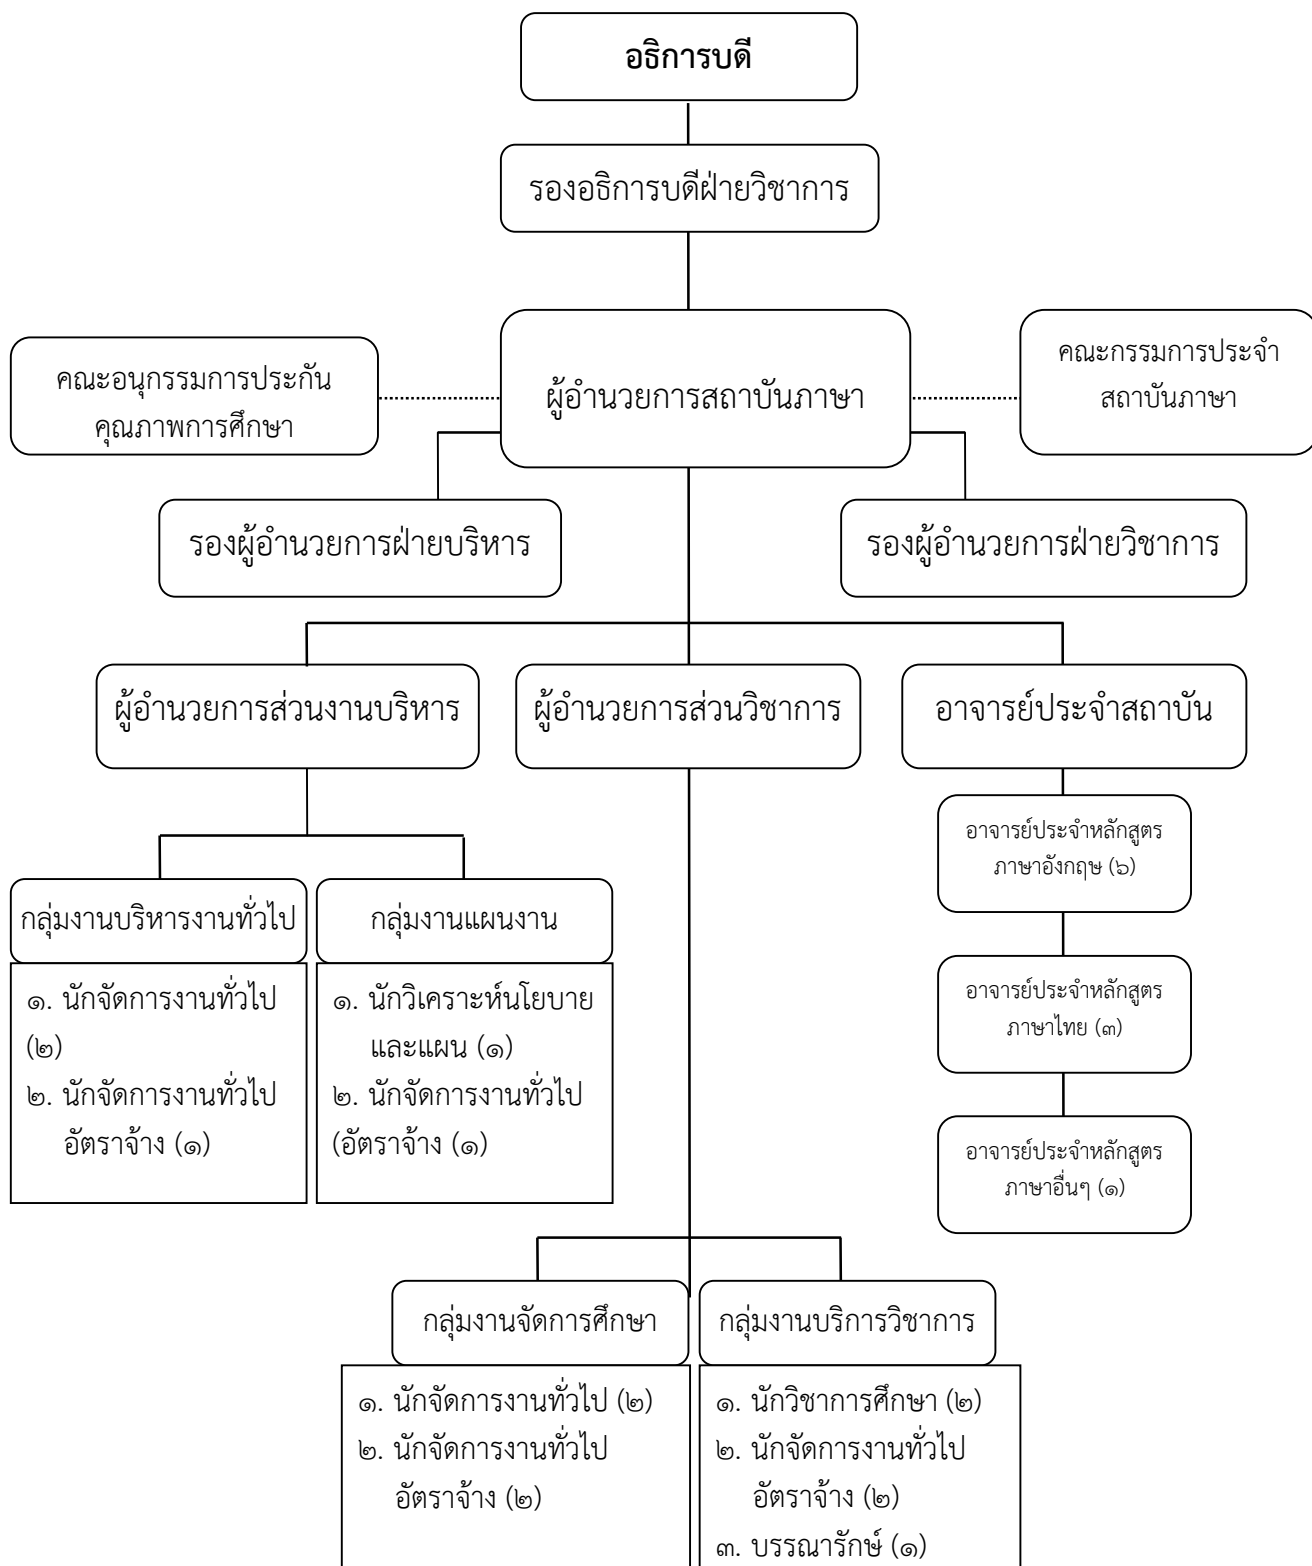 อธิการบดี
รองอธิการบดีฝ่ายวิชาการ
คณะอนุกรรมการประกัน
คุณภาพการศึกษา
ผู้อำนวยการสถาบันภาษา
คณะกรรมการประจำ
สถาบันภาษา
รองผู้อำนวยการฝ่ายบริหาร
รองผู้อำนวยการฝ่ายวิชาการ
ผู้อำนวยการส่วนงานบริหาร
ผู้อำนวยการส่วนวิชาการ
อาจารย์ประจำสถาบัน
อาจารย์ประจำหลักสูตร
ภาษาอังกฤษ (๖)
อาจารย์ประจำหลักสูตร
ภาษาไทย (๓)
อาจารย์ประจำหลักสูตร
ภาษาอื่นๆ (๑)
กลุ่มงานบริหารงานทั่วไป
๑. นักจัดการงานทั่วไป
(๒)
๒. นักจัดการงานทั่วไป
อัตราจ้าง (๑)
กลุ่มงานแผนงาน
๑. นักวิเคราะห์นโยบาย
และแผน (๑)
๒. นักจัดการงานทั่วไป
(อัตราจ้าง (๑)
กลุ่มงานจัดการศึกษา
๑. นักจัดการงานทั่วไป (๒)
๒. นักจัดการงานทั่วไป
อัตราจ้าง (๒)
กลุ่มงานบริการวิชาการ
๑. นักวิชาการศึกษา (๒)
๒. นักจัดการงานทั่วไป
อัตราจ้าง (๒)
๓. บรรณารักษ์ (๑)